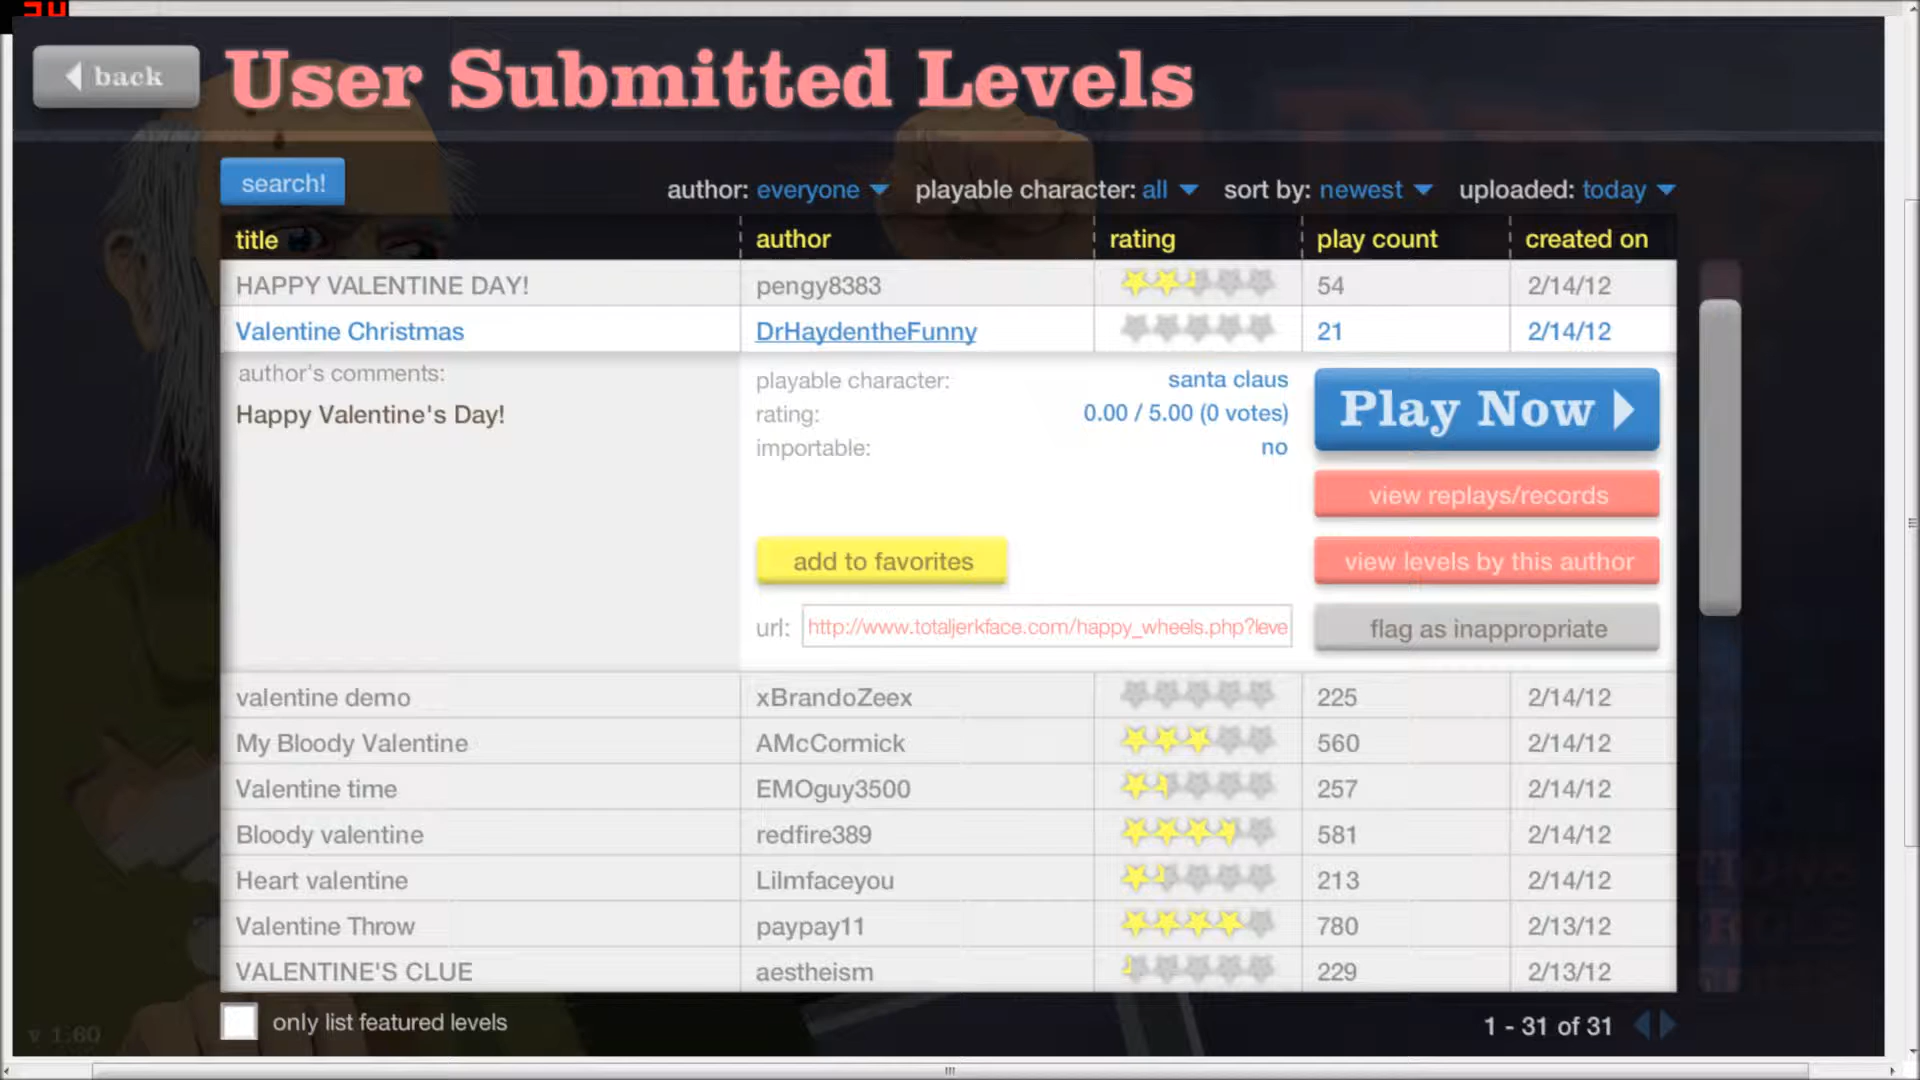 back
User Submitted Levels
search!
author: everyone
playable character: all
sort by: newest
uploaded: today
title
author
rating
play count
created on
HAPPY VALENTINE DAY! pengy8383 54 2/14/12
Valentine Christmas DrHaydentheFunny 21 2/14/12
author's comments:
Happy Valentine's Day!
playable character: santa claus
rating: 0.00 / 5.00 (0 votes)
importable: no
add to favorites
url: http://www.totaljerkface.com/happy_wheels.php?leve
Play Now
view replays/records
view levels by this author
flag as inappropriate
valentine demo xBrandoZeex 225 2/14/12
My Bloody Valentine AMcCormick 560 2/14/12
Valentine time EMOguy3500 257 2/14/12
Bloody valentine redfire389 581 2/14/12
Heart valentine Lilmfaceyou 213 2/14/12
Valentine Throw paypay11 780 2/13/12
VALENTINE'S CLUE aestheism 229 2/13/12
only list featured levels
1 - 31 of 31
v 1.60